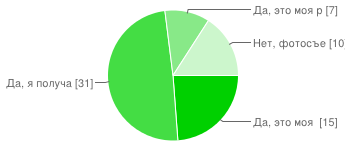 Да, это моя р [7]
Нет, фотосъе [10]
Да, я получа [31]
Да, это моя [15]